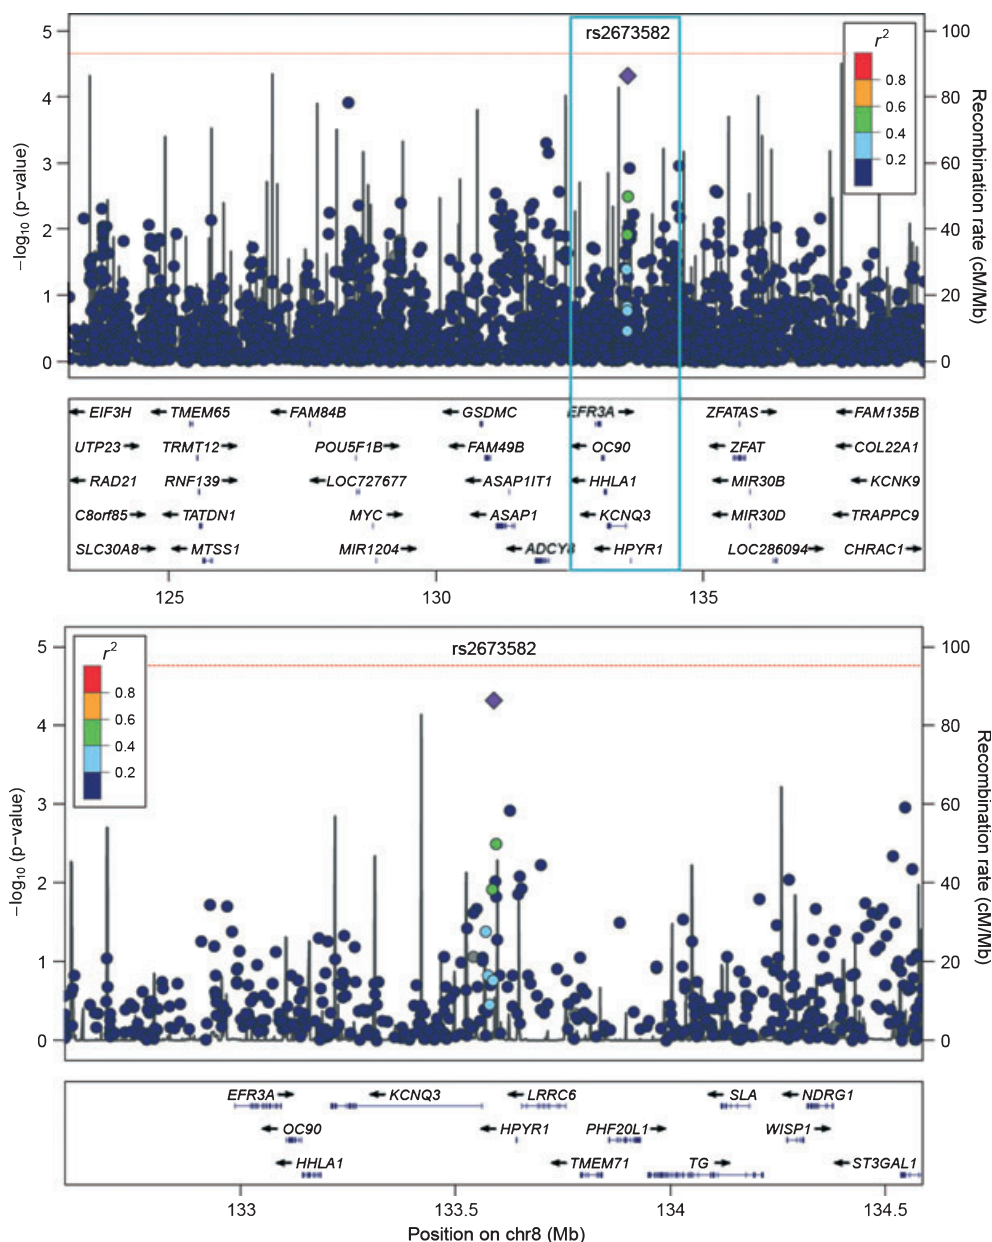 rs2673582
5
4
3
2
1
0
−log10 (p−value)
100
80
60
40
20
0
Recombination rate (cM/Mb)
r2
0.8
0.6
0.4
0.2
EIF3H TMEM65 FAM84B GSDMC EFR3A ZFATAS FAM135B
UTP23 TRMT12 POU5F1B FAM49B OC90 ZFAT COL22A1
RAD21 RNF139 LOC727677 ASAP1IT1 HHLA1 MIR30B KCNK9
C8orf85 TATDN1 MYC ASAP1 KCNQ3 MIR30D TRAPPC9
SLC30A8 MTSS1 MIR1204 ADCY8 HPYR1 LOC286094 CHRAC1
125 130 135
rs2673582
5
4
3
2
1
0
−log10 (p−value)
100
80
60
40
20
0
Recombination rate (cM/Mb)
r2
0.8
0.6
0.4
0.2
EFR3A KCNQ3 LRRC6 SLA NDRG1
OC90 HPYR1 PHF20L1 WISP1
HHLA1 TMEM71 TG ST3GAL1
133 133.5 134 134.5
Position on chr8 (Mb)